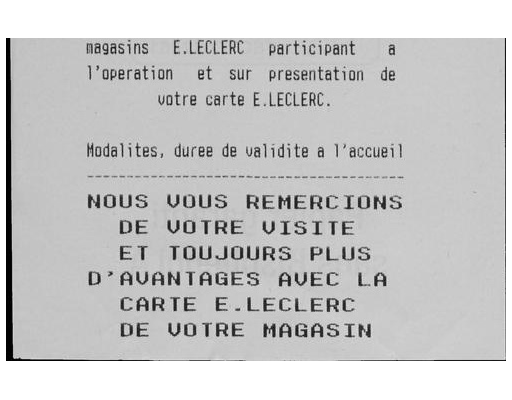 magasins E.LECLERC participant a
l'operation et sur presentation de
votre carte E.LECLERC.
Modalites, duree de validite a l'accueil
----------------------------------------
NOUS VOUS REMERCIONS
DE VOTRE VISITE
ET TOUJOURS PLUS
D'AVANTAGES AVEC LA
CARTE E.LECLERC
DE VOTRE MAGASIN